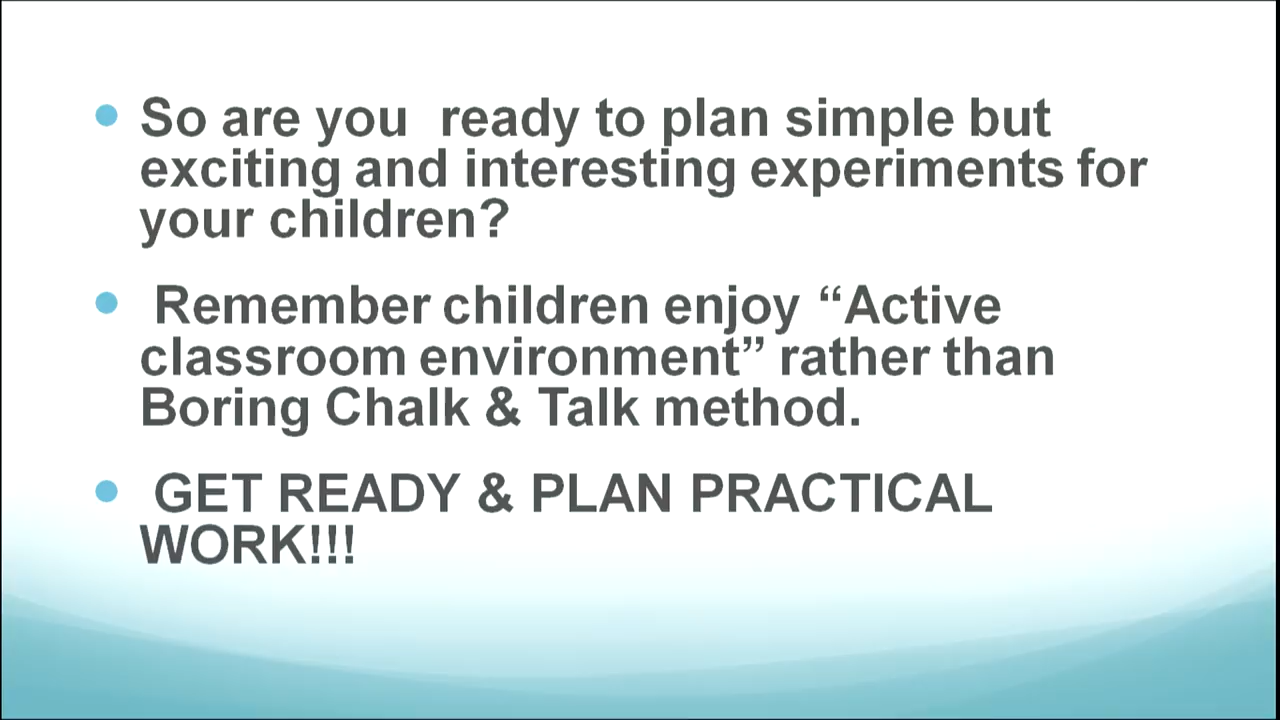 So are you  ready to plan simple but
exciting and interesting experiments for
your children?
Remember children enjoy “Active
classroom environment” rather than
Boring Chalk & Talk method.
GET READY & PLAN PRACTICAL
WORK!!!